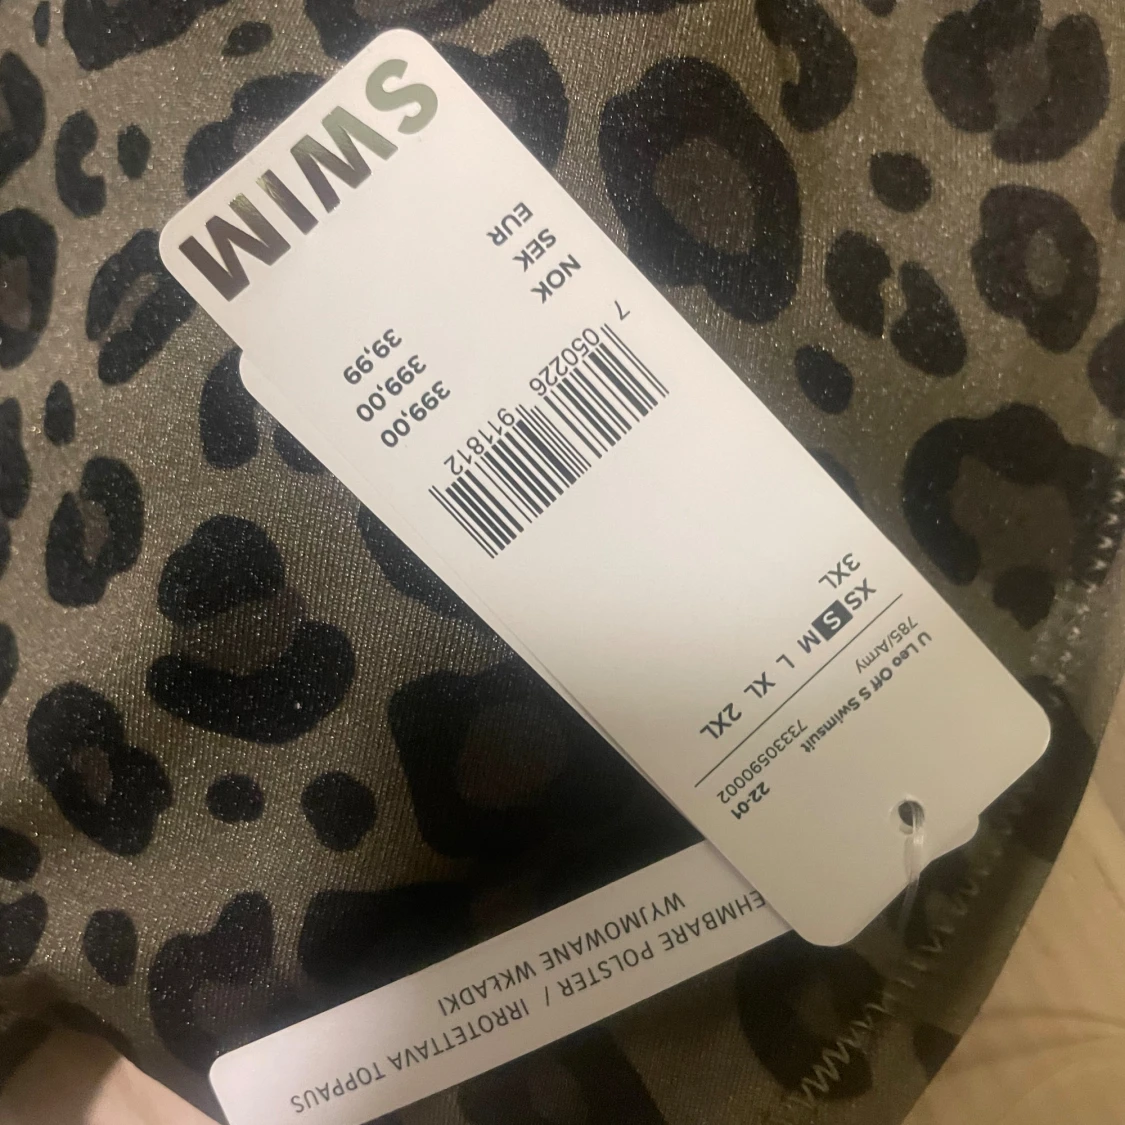 22-01
73330590002
U Leo Off S Swimsuit
785/Army
XS S M L XL 2XL
3XL
7 050226 911812
NOK 399,00
SEK 399,00
EUR 39,99
SWIM
EHMBARE POLSTER / IRROTETTAVA TOPPAUS
WYJMOWANE WKŁADKI